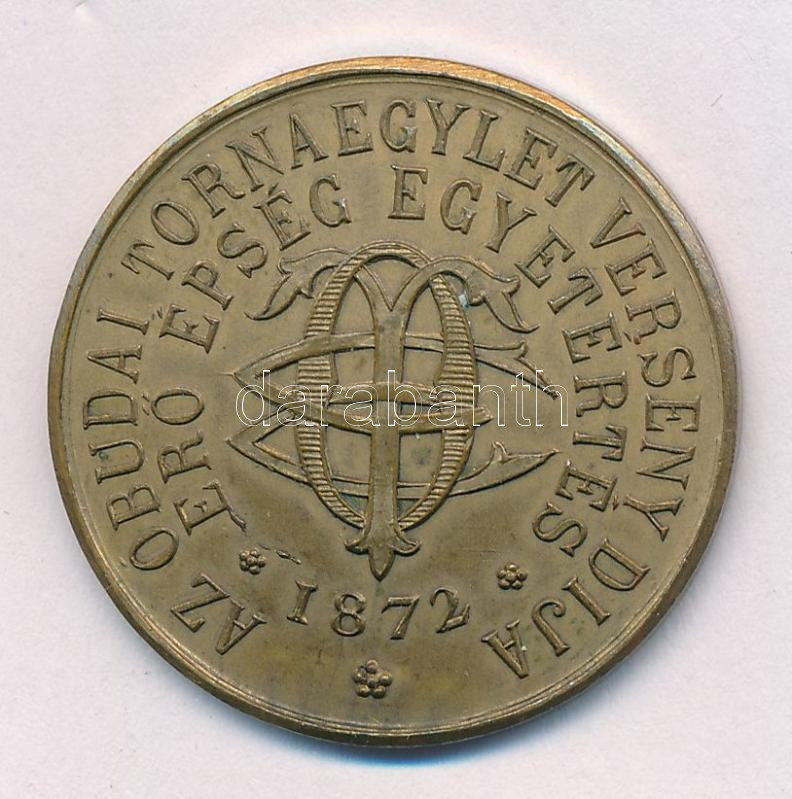 AZ OBUDAI TORNAEGYLET VERSENY DIJA
ERŐ ÉPSÉG EGYETÉRTÉS
1872
darabanth